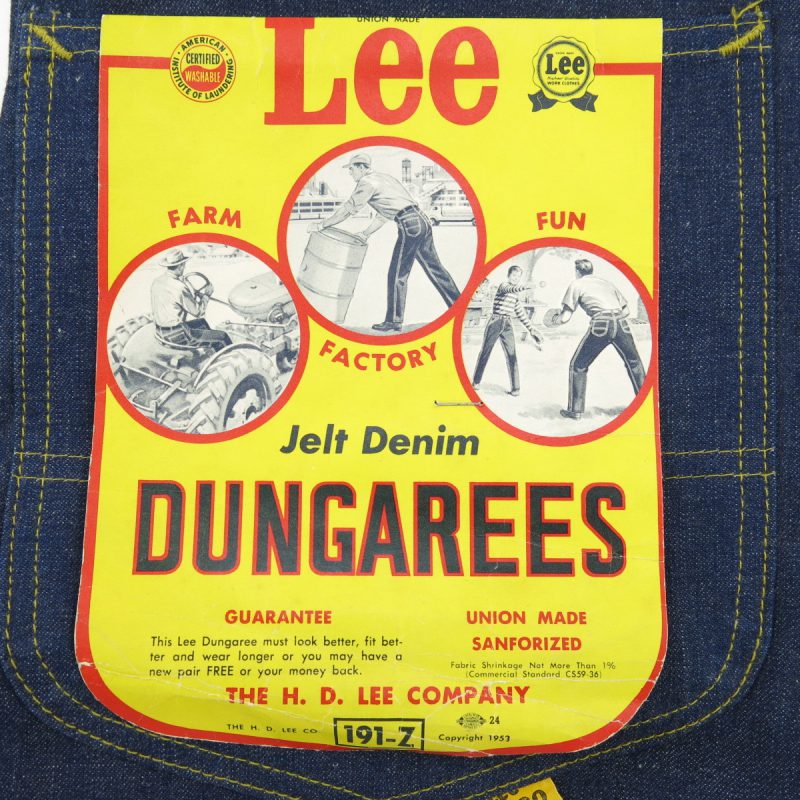 UNION MADE
Lee
AMERICAN INSTITUTE OF LAUNDERING
CERTIFIED
WASHABLE
Lee
WORK CLOTHES
FARM
FUN
FACTORY
Jelt Denim
DUNGAREES
GUARANTEE
This Lee Dungaree must look better, fit bet-
ter and wear longer or you may have a
new pair FREE or your money back.
UNION MADE
SANFORIZED
Fabric Shrinkage Not More Than 1%
(Commercial Standard CS59-36)
THE H. D. LEE COMPANY
THE H. D. LEE CO.
191-Z
24
Copyright 1953